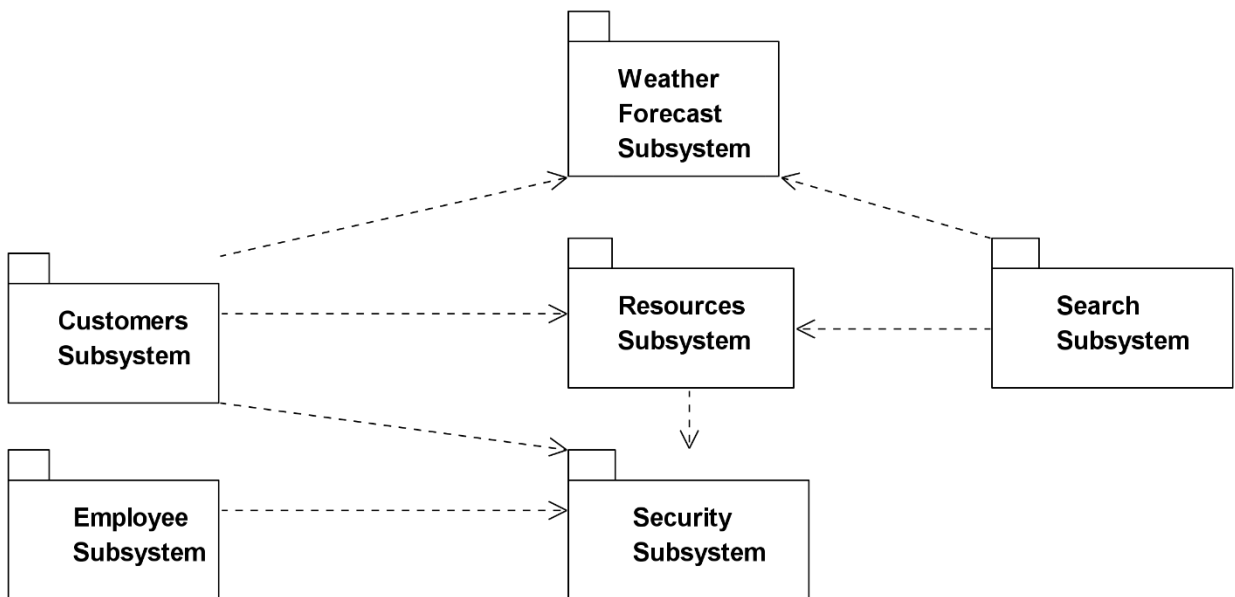 Weather
Forecast
Subsystem
Customers
Subsystem
Resources
Subsystem
Search
Subsystem
Employee
Subsystem
Security
Subsystem